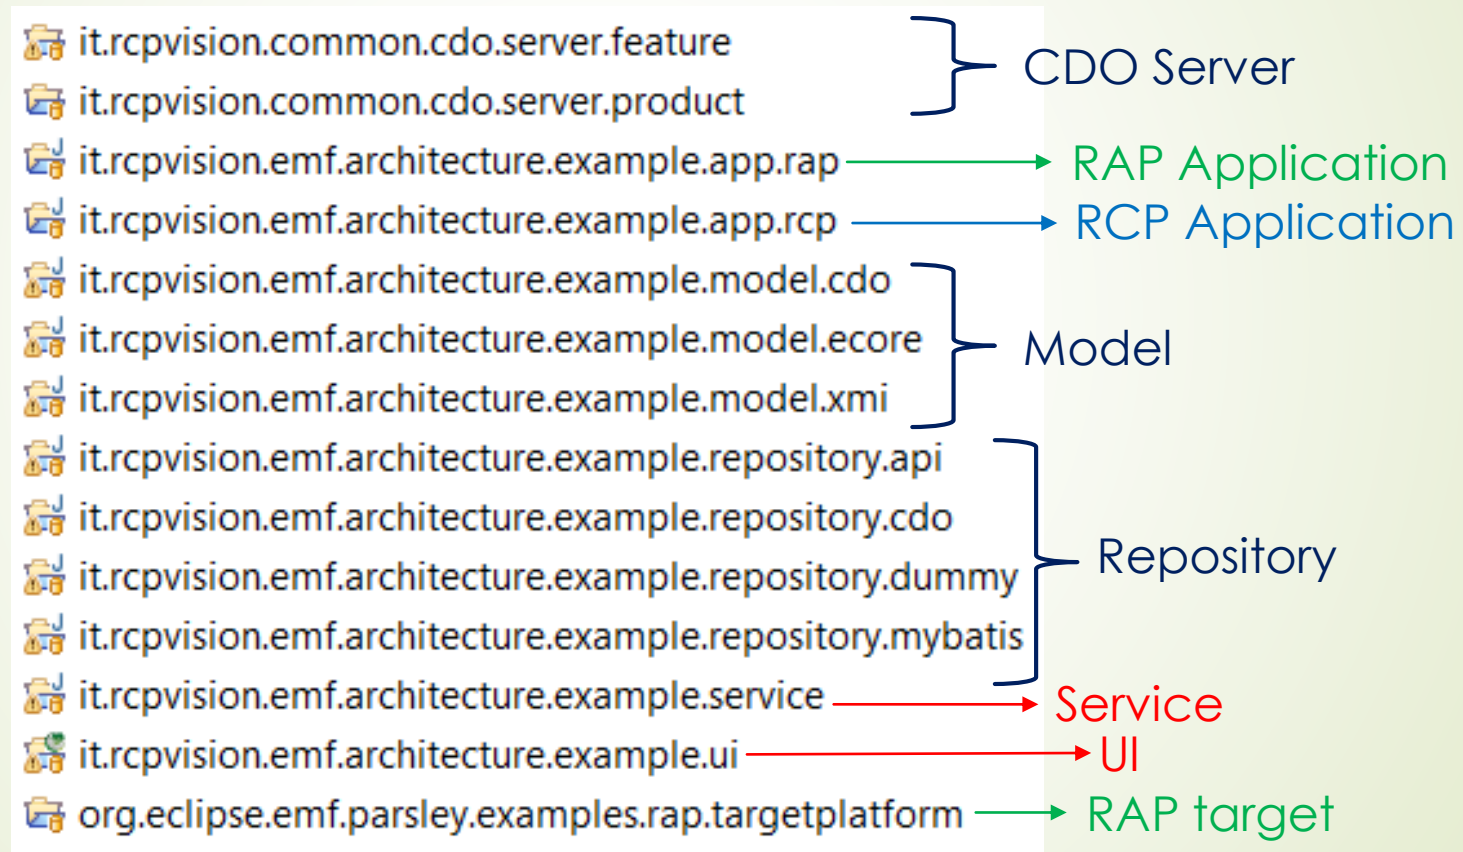 it.rcpvision.common.cdo.server.feature
it.rcpvision.common.cdo.server.product
CDO Server
it.rcpvision.emf.architecture.example.app.rap
RAP Application
it.rcpvision.emf.architecture.example.app.rcp
RCP Application
it.rcpvision.emf.architecture.example.model.cdo
it.rcpvision.emf.architecture.example.model.ecore
it.rcpvision.emf.architecture.example.model.xmi
Model
it.rcpvision.emf.architecture.example.repository.api
it.rcpvision.emf.architecture.example.repository.cdo
it.rcpvision.emf.architecture.example.repository.dummy
it.rcpvision.emf.architecture.example.repository.mybatis
Repository
it.rcpvision.emf.architecture.example.service
Service
it.rcpvision.emf.architecture.example.ui
UI
org.eclipse.emf.parsley.examples.rap.targetplatform
RAP target